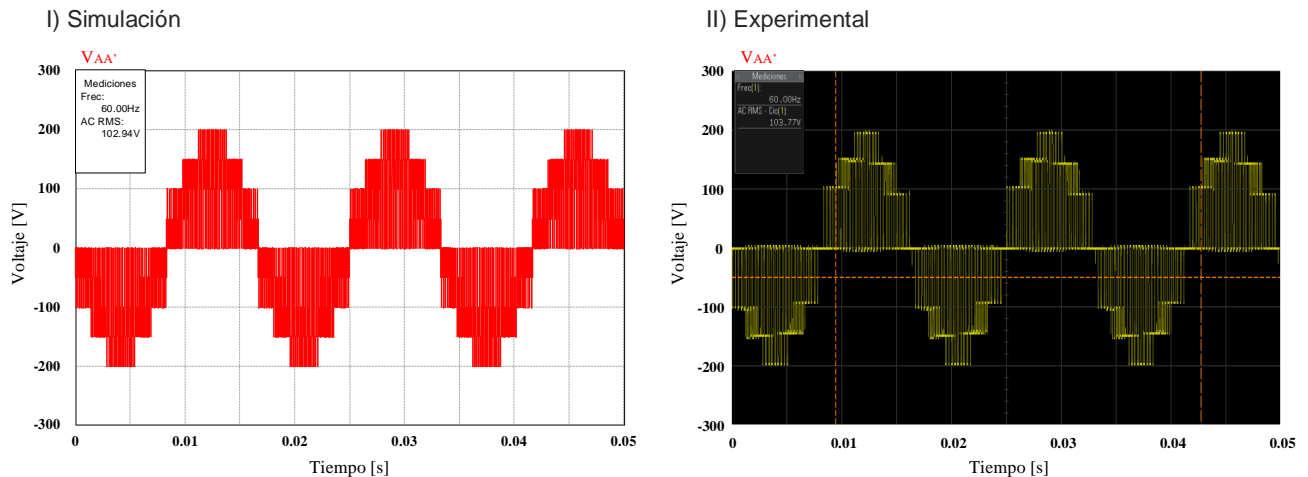 I) Simulación
VAA'
Mediciones
Frec:
60.00Hz
AC RMS:
102.94V
Voltaje [V]
300
200
100
0
-100
-200
-300
0
0.01
0.02
0.03
0.04
0.05
Tiempo [s]
II) Experimental
VAA'
Mediciones
Frec(1):
60.00Hz
AC RMS - Cic(1)
103.77V
Voltaje [V]
300
200
100
0
-100
-200
-300
0
0.01
0.02
0.03
0.04
0.05
Tiempo [s]